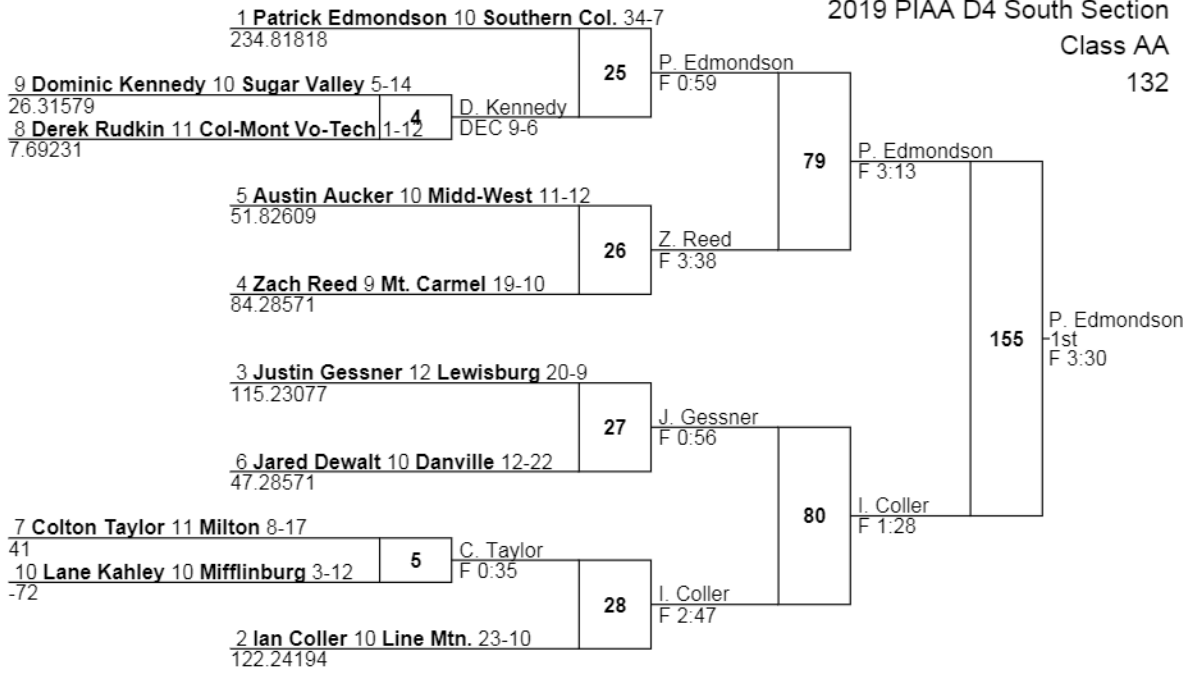 2019 PIAA D4 South Section
Class AA
132
1 Patrick Edmondson 10 Southern Col. 34-7
234.81818
9 Dominic Kennedy 10 Sugar Valley 5-14
26.31579
8 Derek Rudkin 11 Col-Mont Vo-Tech 1-12
7.69231
4
D. Kennedy
DEC 9-6
25
P. Edmondson
F 0:59
5 Austin Aucker 10 Midd-West 11-12
51.82609
4 Zach Reed 9 Mt. Carmel 19-10
84.28571
26
Z. Reed
F 3:38
79
P. Edmondson
F 3:13
3 Justin Gessner 12 Lewisburg 20-9
115.23077
6 Jared Dewalt 10 Danville 12-22
47.28571
27
J. Gessner
F 0:56
7 Colton Taylor 11 Milton 8-17
41
10 Lane Kahley 10 Mifflinburg 3-12
-72
5
C. Taylor
F 0:35
2 Ian Coller 10 Line Mtn. 23-10
122.24194
28
I. Coller
F 2:47
80
I. Coller
F 1:28
155
P. Edmondson
1st
F 3:30